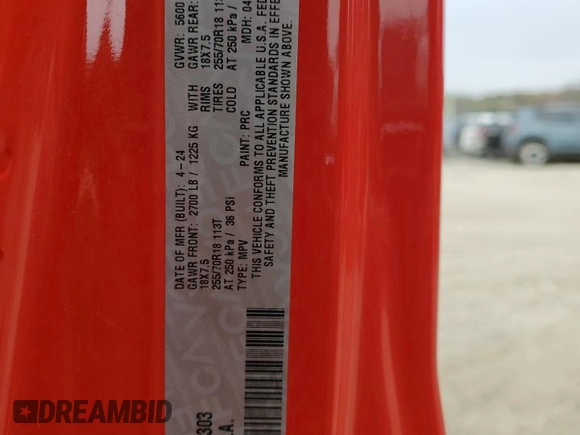 303
.A.
DATE OF MFR (BUILT): 4-24 GVWR: 5600
GAWR FRONT: 2700 LB / 1225 KG WITH GAWR REAR:
18X7.5 RIMS 18X7.5
255/70R18 113T TIRES 255/70R18 11
AT 250 kPa / 36 PSi COLD AT 250 kPa /
TYPE: MPV PAINT: PRC MDH: 04
THIS VEHICLE CONFORMS TO ALL APPLICABLE U.S.A. FED
SAFETY AND THEFT PREVENTION STANDARDS IN EFFE
MANUFACTURE SHOWN ABOVE.
DREAMBID